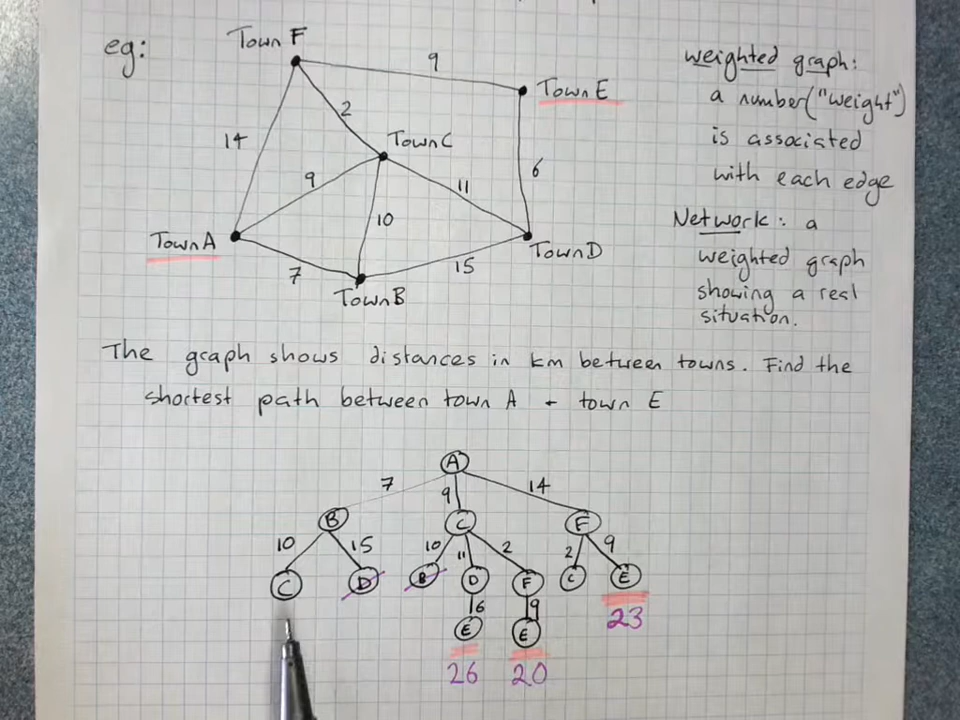 eg:
Town F
9
Town E
2
14
Town C
9
11
6
10
Town A
Town D
7
15
Town B
weighted graph:
a number ("weight")
is associated
with each edge
Network: a
weighted graph
showing a real
situation.
The graph shows distances in km between towns. Find the
shortest path between town A + town E
A
7 9 14
B C F
10 15 10 11 2 2 9
C D B D F C E
6 9
E E 23
26 20